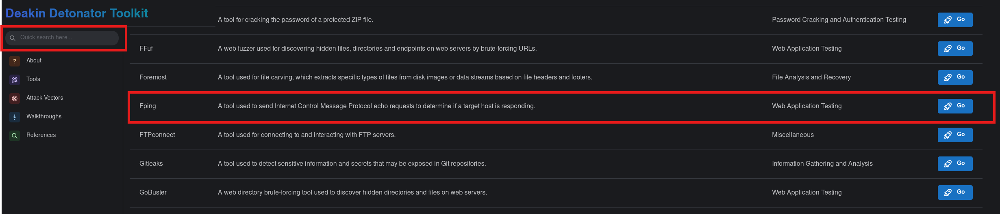 Deakin Detonator Toolkit
Quick search here...
About
Tools
Attack Vectors
Walkthroughs
References
A tool for cracking the password of a protected ZIP file. Password Cracking and Authentication Testing Go
FFuf A web fuzzer used for discovering hidden files, directories and endpoints on web servers by brute-forcing URLs. Web Application Testing Go
Foremost A tool used for file carving, which extracts specific types of files from disk images or data streams based on file headers and footers. File Analysis and Recovery Go
Fping A tool used to send Internet Control Message Protocol echo requests to determine if a target host is responding. Web Application Testing Go
FTPconnect A tool used for connecting to and interacting with FTP servers. Miscellaneous Go
Gitleaks A tool used to detect sensitive information and secrets that may be exposed in Git repositories. Information Gathering and Analysis Go
GoBuster A web directory brute-forcing tool used to discover hidden directories and files on web servers. Web Application Testing Go